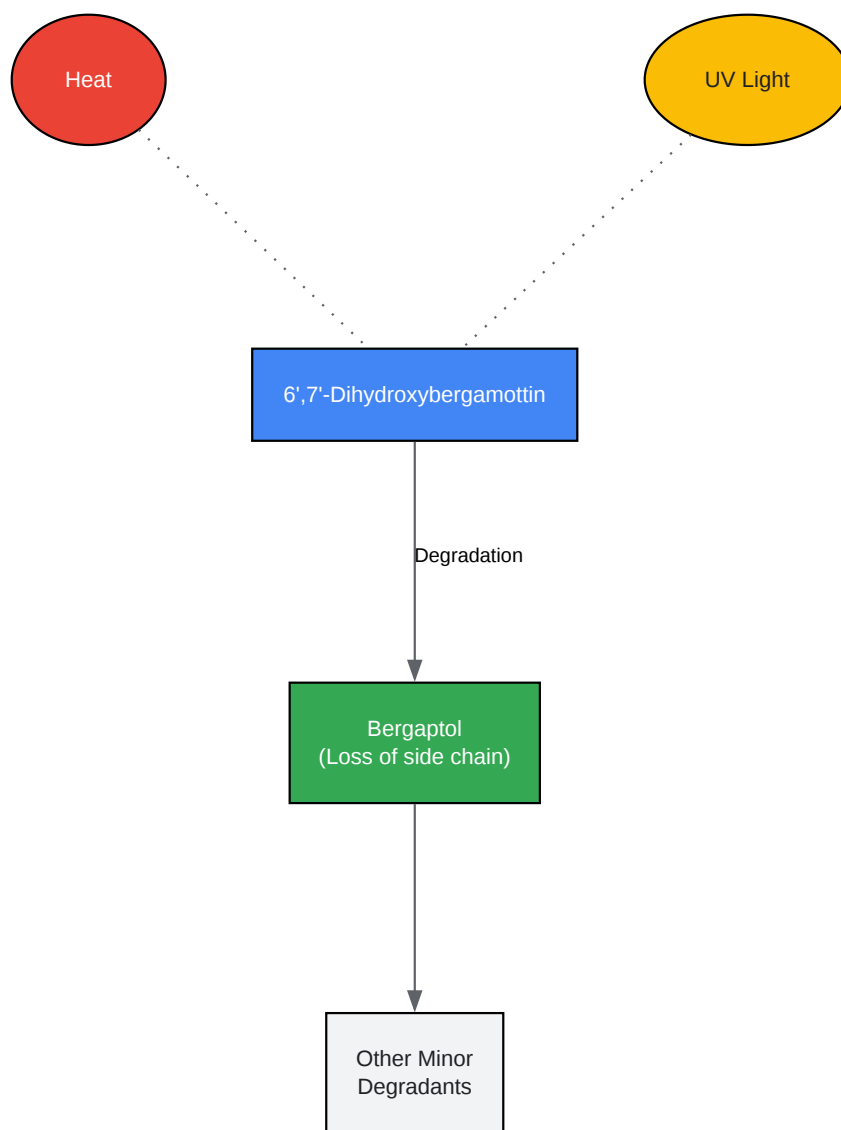 Heat
UV Light
6',7'-Dihydroxybergamottin
Degradation
Bergaptol
(Loss of side chain)
Other Minor
Degradants